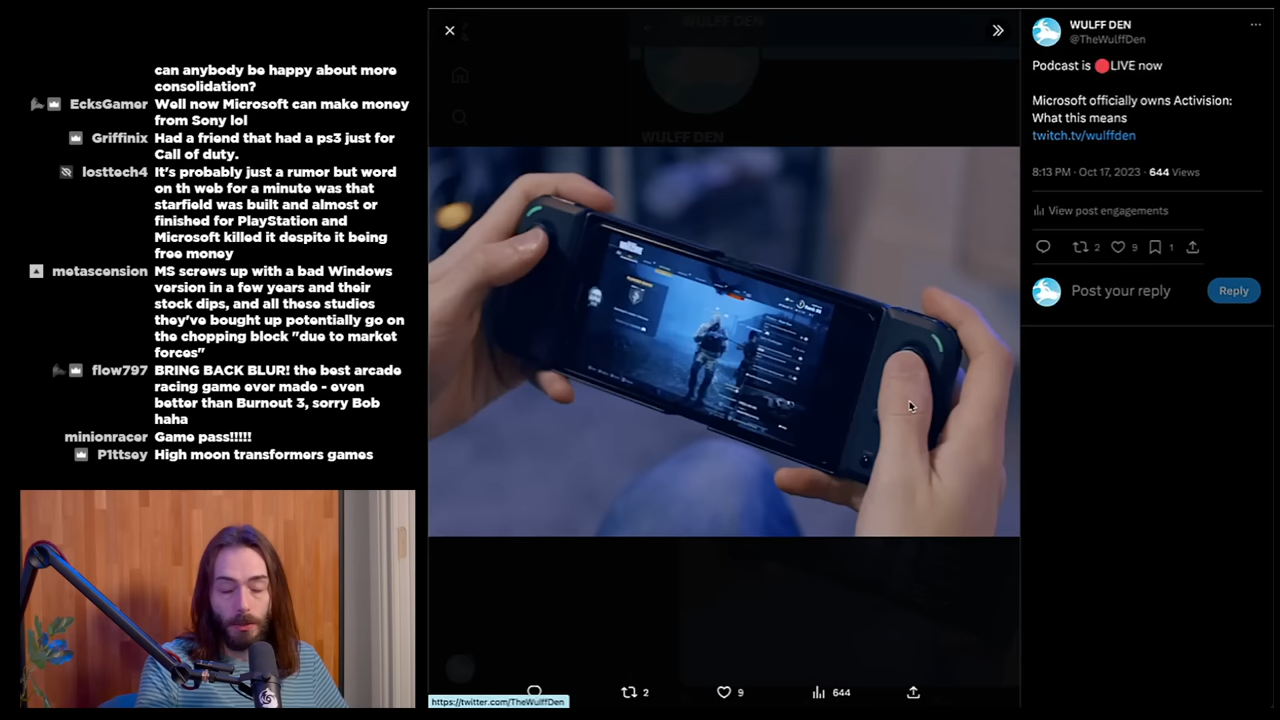 can anybody be happy about more
consolidation?
EcksGamer Well now Microsoft can make money
from Sony lol
Griffinix Had a friend that had a ps3 just for
Call of duty.
losttech4 It's probably just a rumor but word
on th web for a minute was that
starfield was built and almost or
finished for PlayStation and
Microsoft killed it despite it being
free money
metascension MS screws up with a bad Windows
version in a few years and their
stock dips, and all these studios
they've bought up potentially go on
the chopping block "due to market
forces"
flow797 BRING BACK BLUR! the best arcade
racing game ever made - even
better than Burnout 3, sorry Bob
haha
minionracer Game pass!!!!!
P1ttsey High moon transformers games
WULFF DEN
WULFF DEN
https://twitter.com/TheWulffDen
2
9
644
WULFF DEN
@TheWulffDen
Podcast is 🔴LIVE now
Microsoft officially owns Activision:
What this means
twitch.tv/wulffden
8:13 PM · Oct 17, 2023 · 644 Views
View post engagements
2 9 1
Post your reply Reply